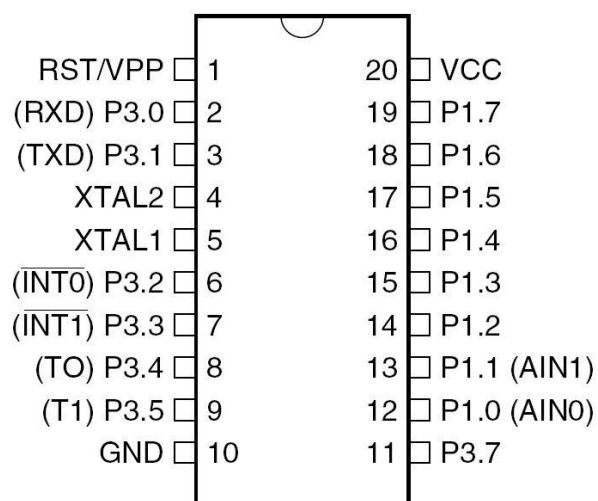 RST/VPP 1 20 VCC
(RXD) P3.0 2 19 P1.7
(TXD) P3.1 3 18 P1.6
XTAL2 4 17 P1.5
XTAL1 5 16 P1.4
(INT0) P3.2 6 15 P1.3
(INT1) P3.3 7 14 P1.2
(TO) P3.4 8 13 P1.1 (AIN1)
(T1) P3.5 9 12 P1.0 (AIN0)
GND 10 11 P3.7